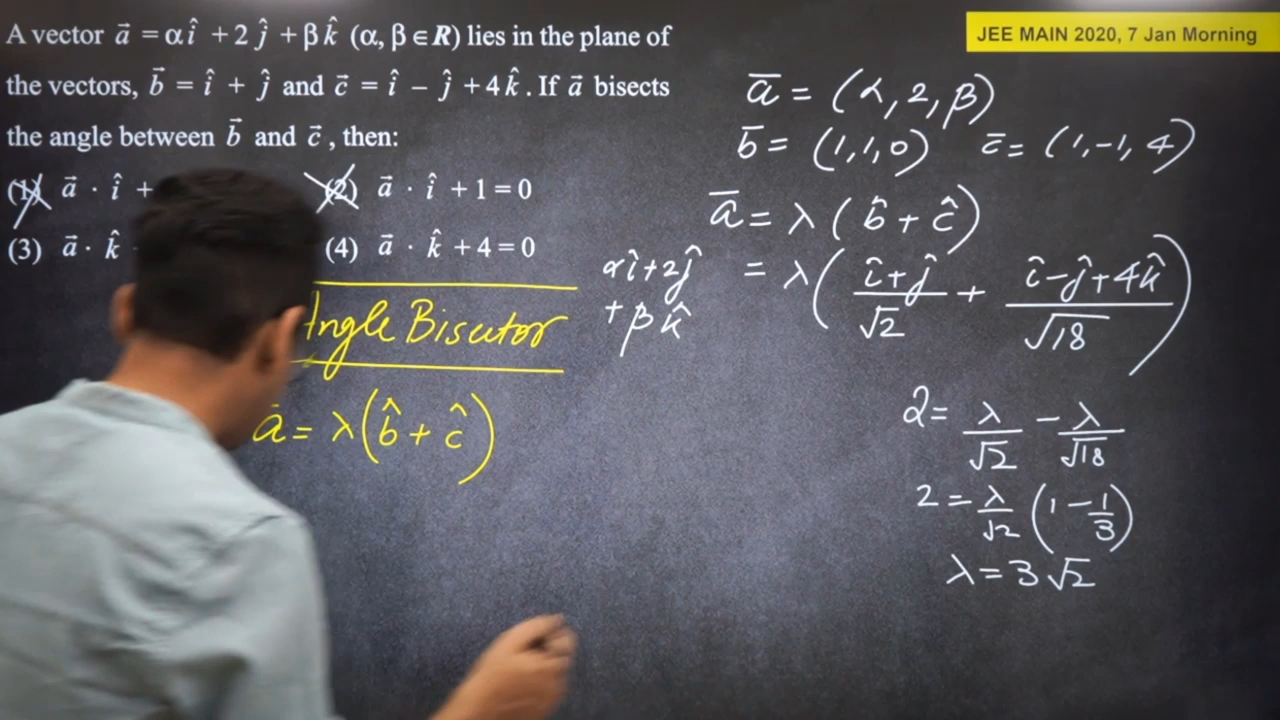 A vector a⃗ = αî + 2ĵ + βk̂ (α, β ∈ R) lies in the plane of
the vectors, b⃗ = î + ĵ and c⃗ = î − ĵ + 4k̂. If a⃗ bisects
the angle between b⃗ and c⃗, then:
(1) a⃗ · î +
(2) a⃗ · î + 1 = 0
(3) a⃗ · k̂
(4) a⃗ · k̂ + 4 = 0
Angle Bisector
ā = λ(b̂ + ĉ)
JEE MAIN 2020, 7 Jan Morning
ā = (α, 2, β)
b̄ = (1, 1, 0) c̄ = (1, -1, 4)
ā = λ(b̂ + ĉ)
αî + 2ĵ + βk̂ = λ((î + ĵ)/√2 + (î - ĵ + 4k̂)/√18)
2 = λ/√2 - λ/√18
2 = λ/√2 (1 - 1/3)
λ = 3√2